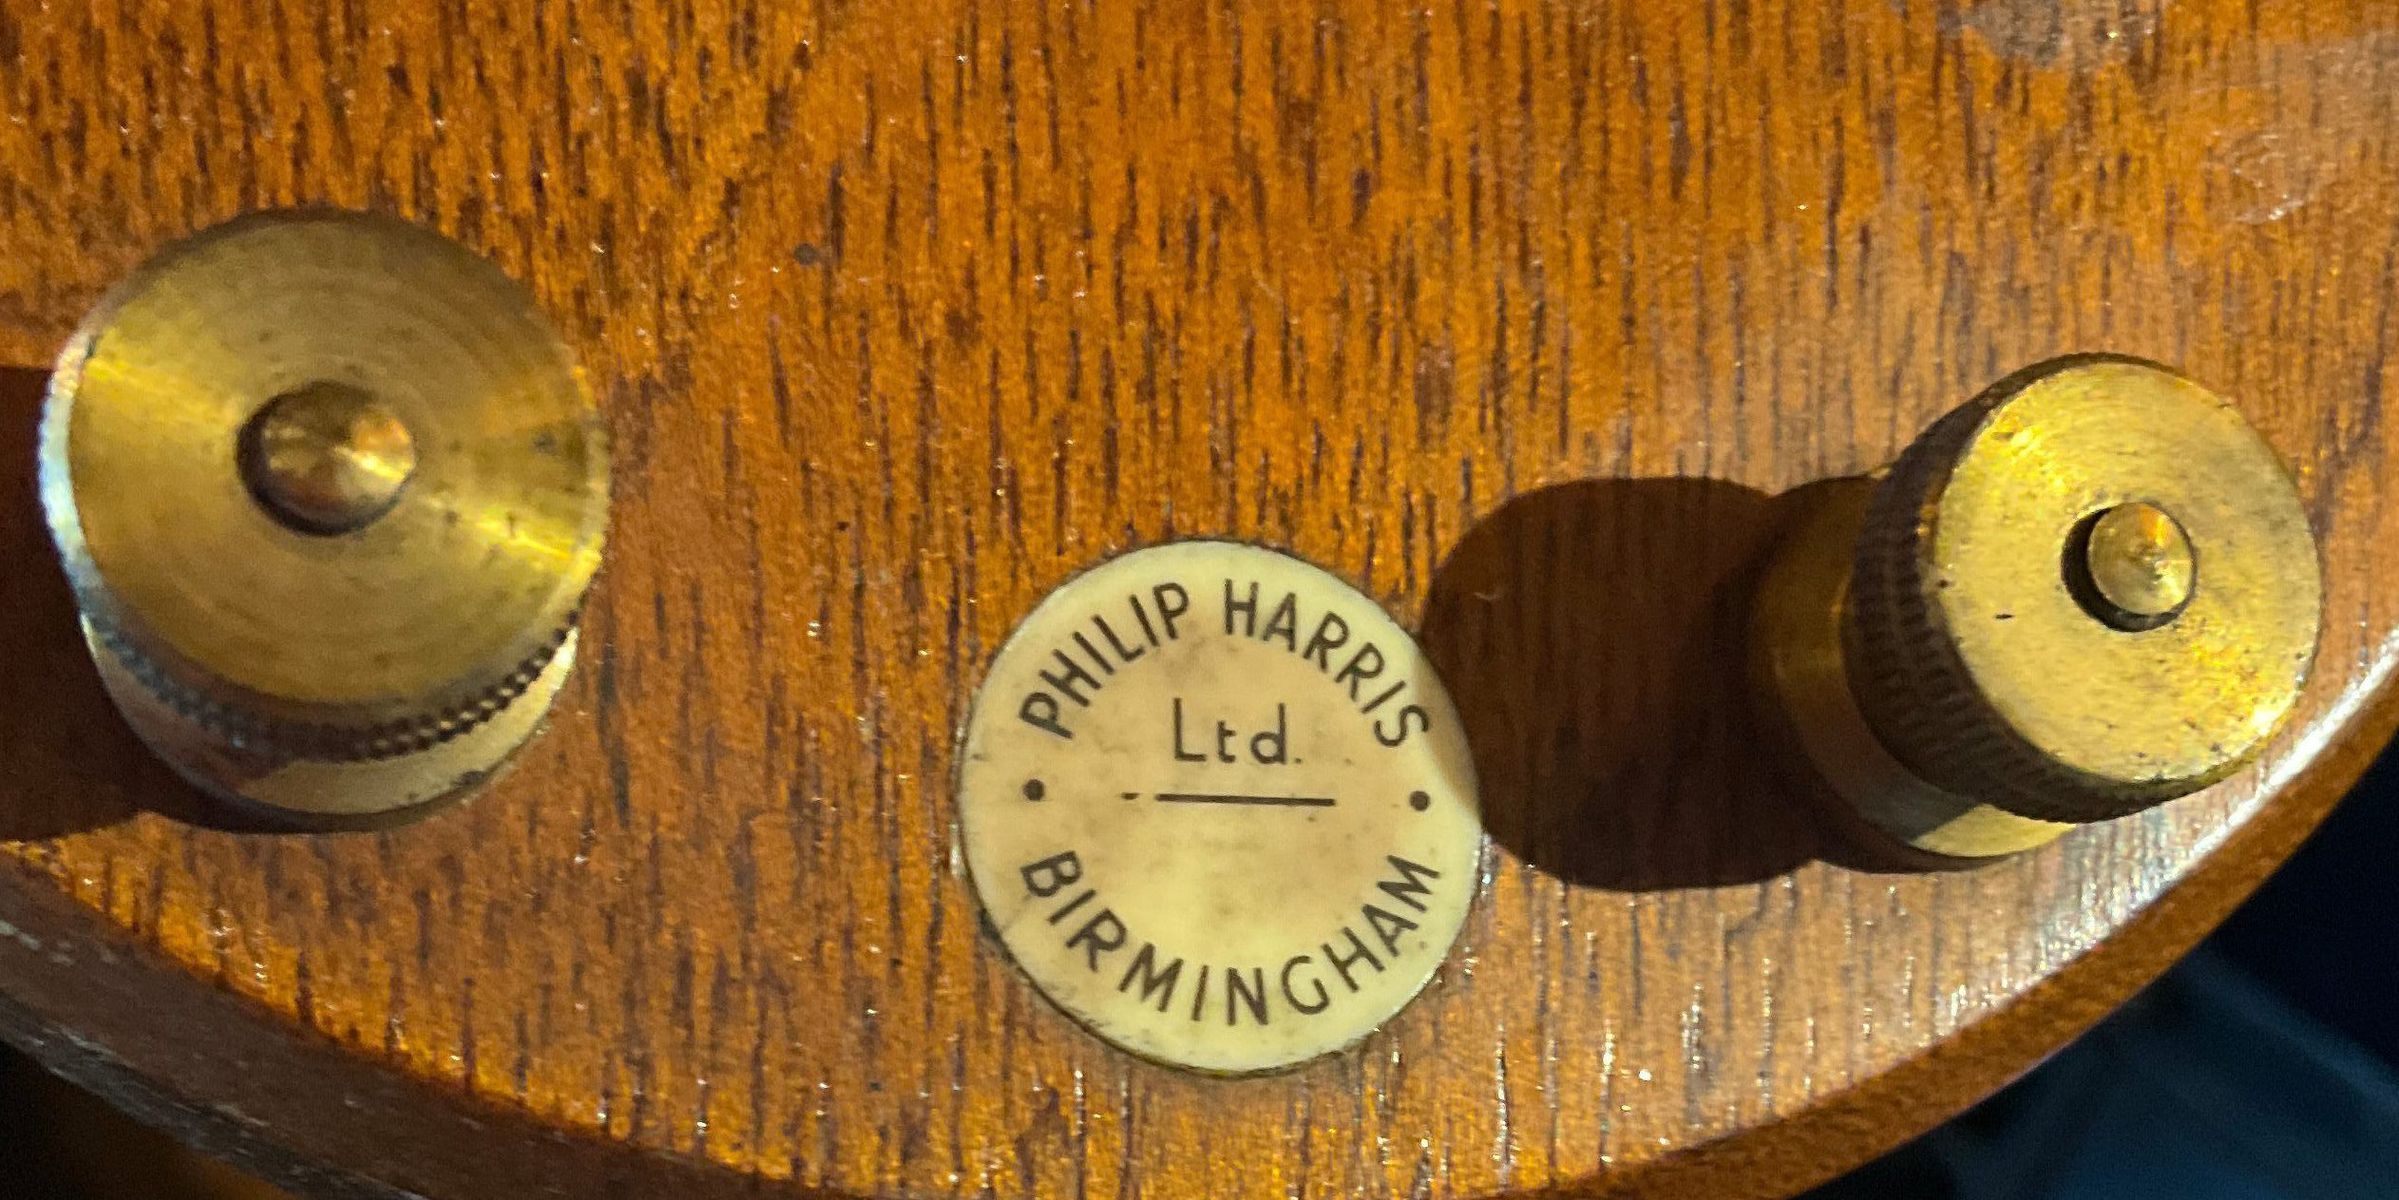 PHILIP HARRIS
Ltd.
• BIRMINGHAM •